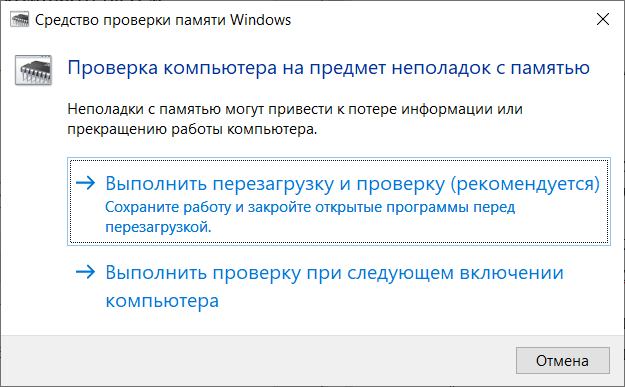 Средство проверки памяти Windows
Проверка компьютера на предмет неполадок с памятью
Неполадки с памятью могут привести к потере информации или
прекращению работы компьютера.
Выполнить перезагрузку и проверку (рекомендуется)
Сохраните работу и закройте открытые программы перед
перезагрузкой.
Выполнить проверку при следующем включении
компьютера
Отмена